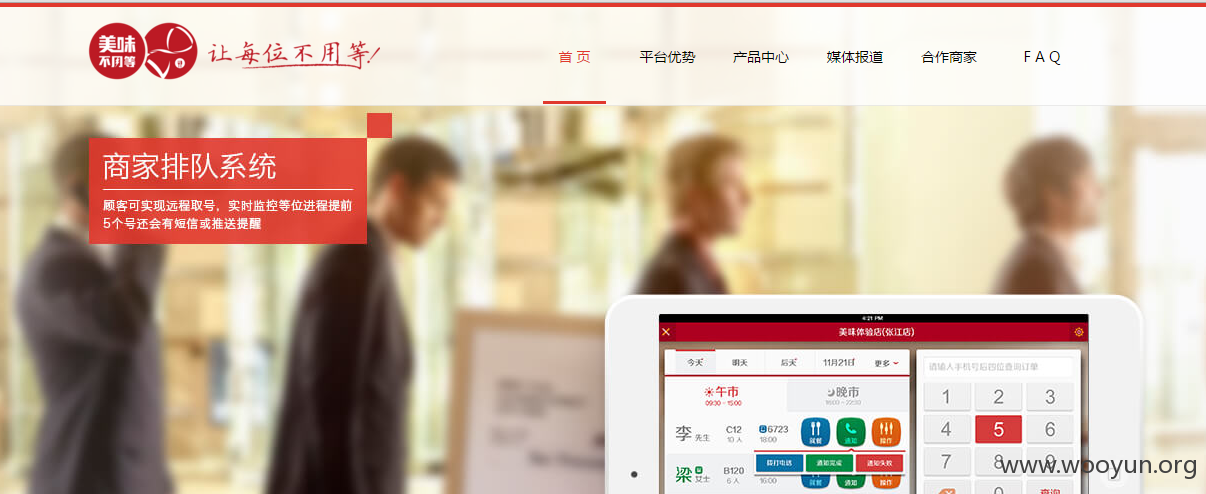 美味
不用等
让每位不用等!
首页 平台优势 产品中心 媒体报道 合作商家 FAQ
商家排队系统
顾客可实现远程取号，实时监控等位进程提前
5个号还会有短信或推送提醒
4:21 PM
美味体验店(张江店)
今天 明天 后天 11月21日 更多
请输入手机号后四位查询订单
午市 晚市
09:30 - 15:00 16:00 - 22:30
1 2 3
李 先生 C12 6723 就餐 通知 操作
10人 18:00
4 5 6
拨打电话 通知完成 通知失败
梁 女士 B120
6人 16:00 就餐 通知 操作
7 8 9
0 查询
www.wooyun.org